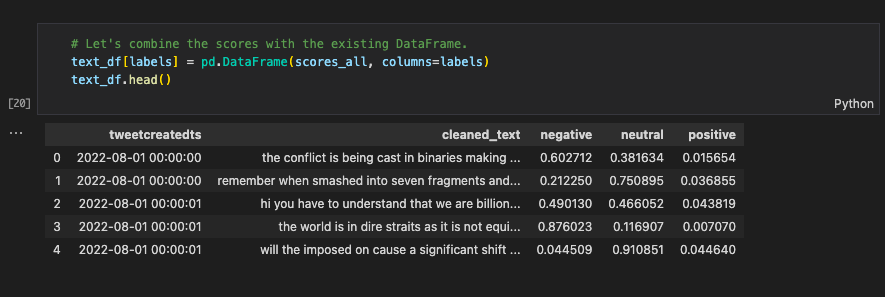 # Let's combine the scores with the existing DataFrame.
text_df[labels] = pd.DataFrame(scores_all, columns=labels)
text_df.head()
[20]
Python
...
tweetcreatedts cleaned_text negative neutral positive
0 2022-08-01 00:00:00 the conflict is being cast in binaries making ... 0.602712 0.381634 0.015654
1 2022-08-01 00:00:00 remember when smashed into seven fragments and... 0.212250 0.750895 0.036855
2 2022-08-01 00:00:01 hi you have to understand that we are billion... 0.490130 0.466052 0.043819
3 2022-08-01 00:00:01 the world is in dire straits as it is not equi... 0.876023 0.116907 0.007070
4 2022-08-01 00:00:01 will the imposed on cause a significant shift ... 0.044509 0.910851 0.044640